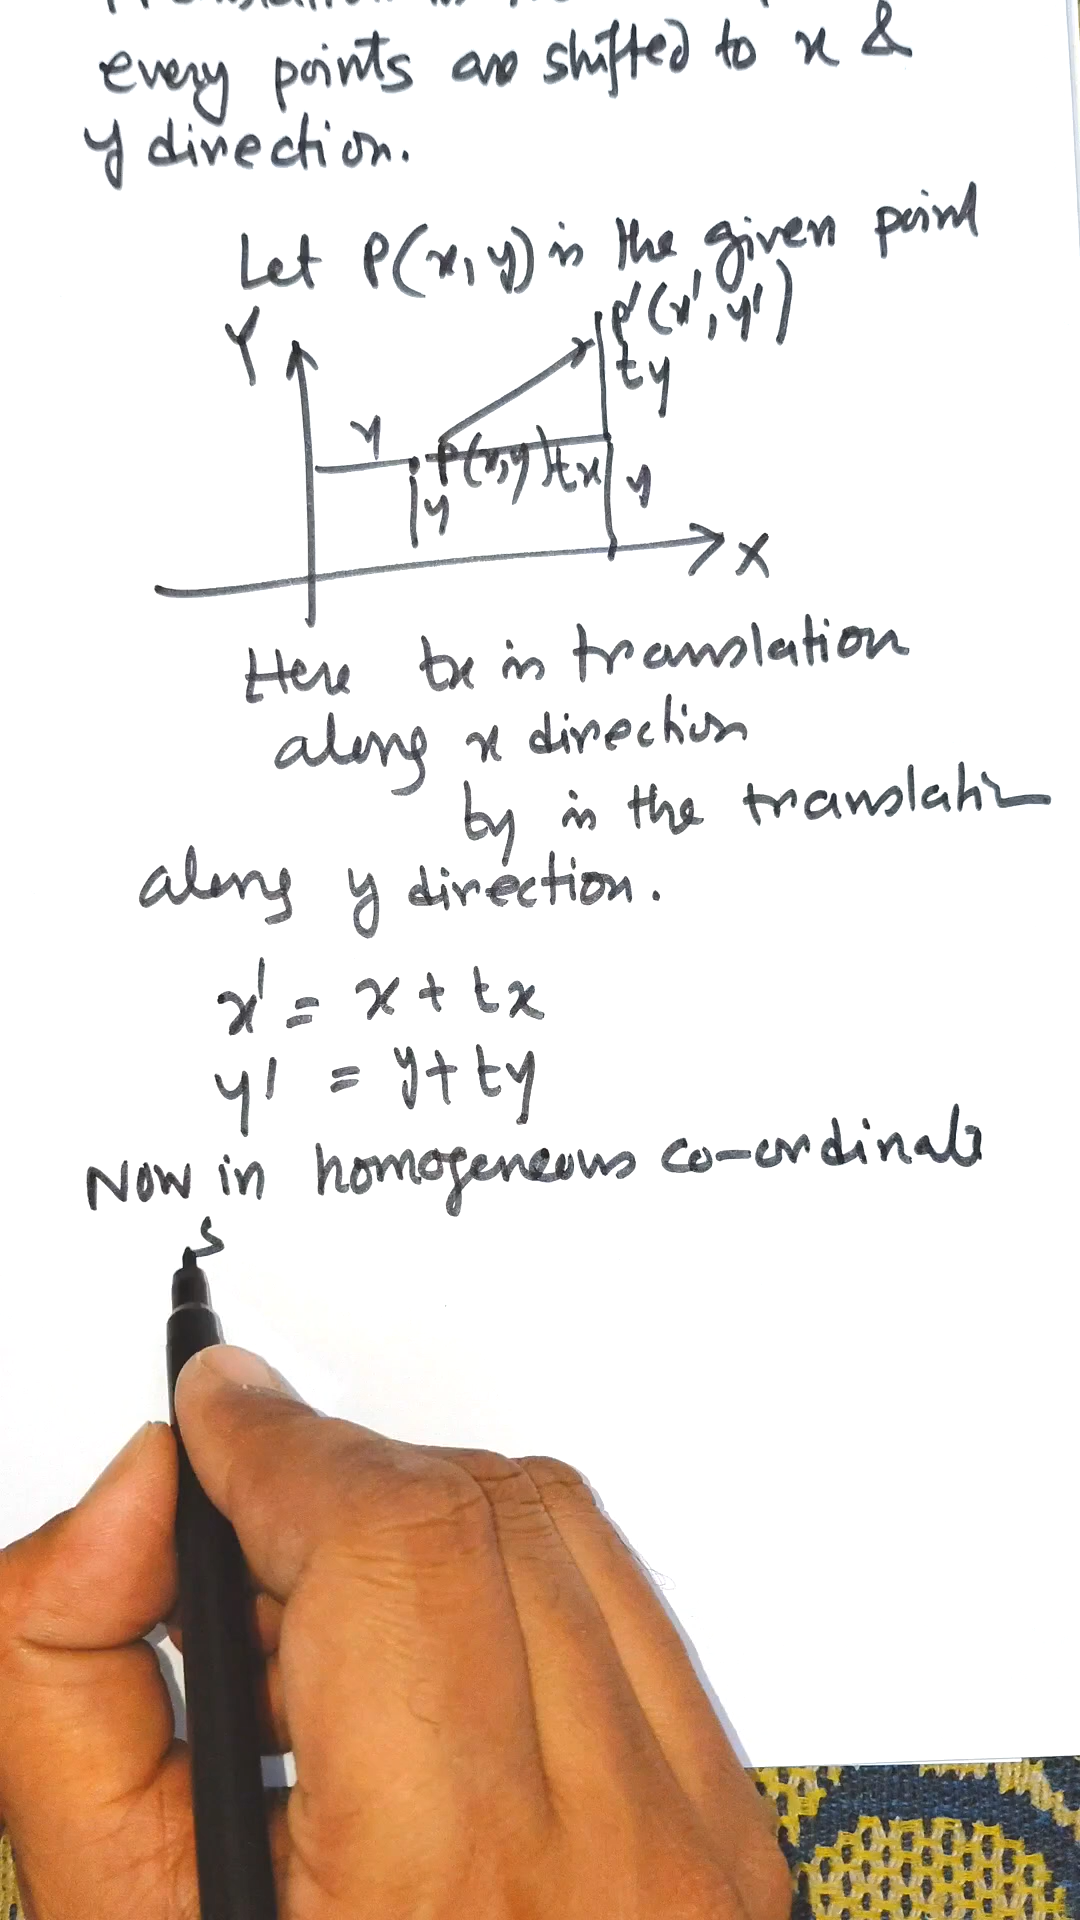 every points are shifted to x &
y direction.
Let P(x, y) is the given point
P'(x', y')
Y
ty
x
P(x,y) tx
y
y
X
Here tx is translation
along x direction
ty is the translation
along y direction.
x' = x + tx
y' = y + ty
Now in homogeneous co-ordinate
s